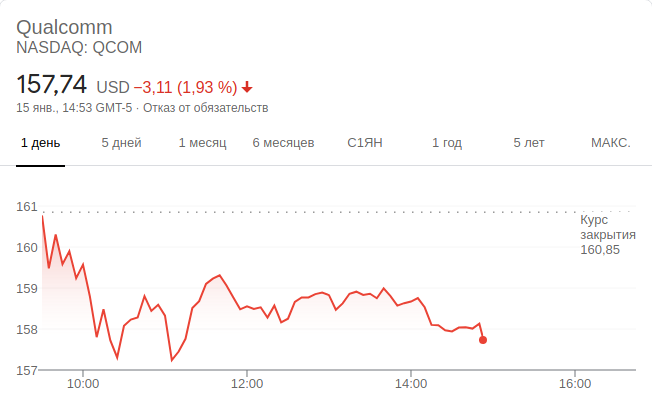 Qualcomm
NASDAQ: QCOM
157,74 USD −3,11 (1,93 %)
15 янв., 14:53 GMT-5 · Отказ от обязательств
1 день 5 дней 1 месяц 6 месяцев С1ЯН 1 год 5 лет МАКС.
161
Курс
закрытия
160,85
160
159
158
157
10:00 12:00 14:00 16:00